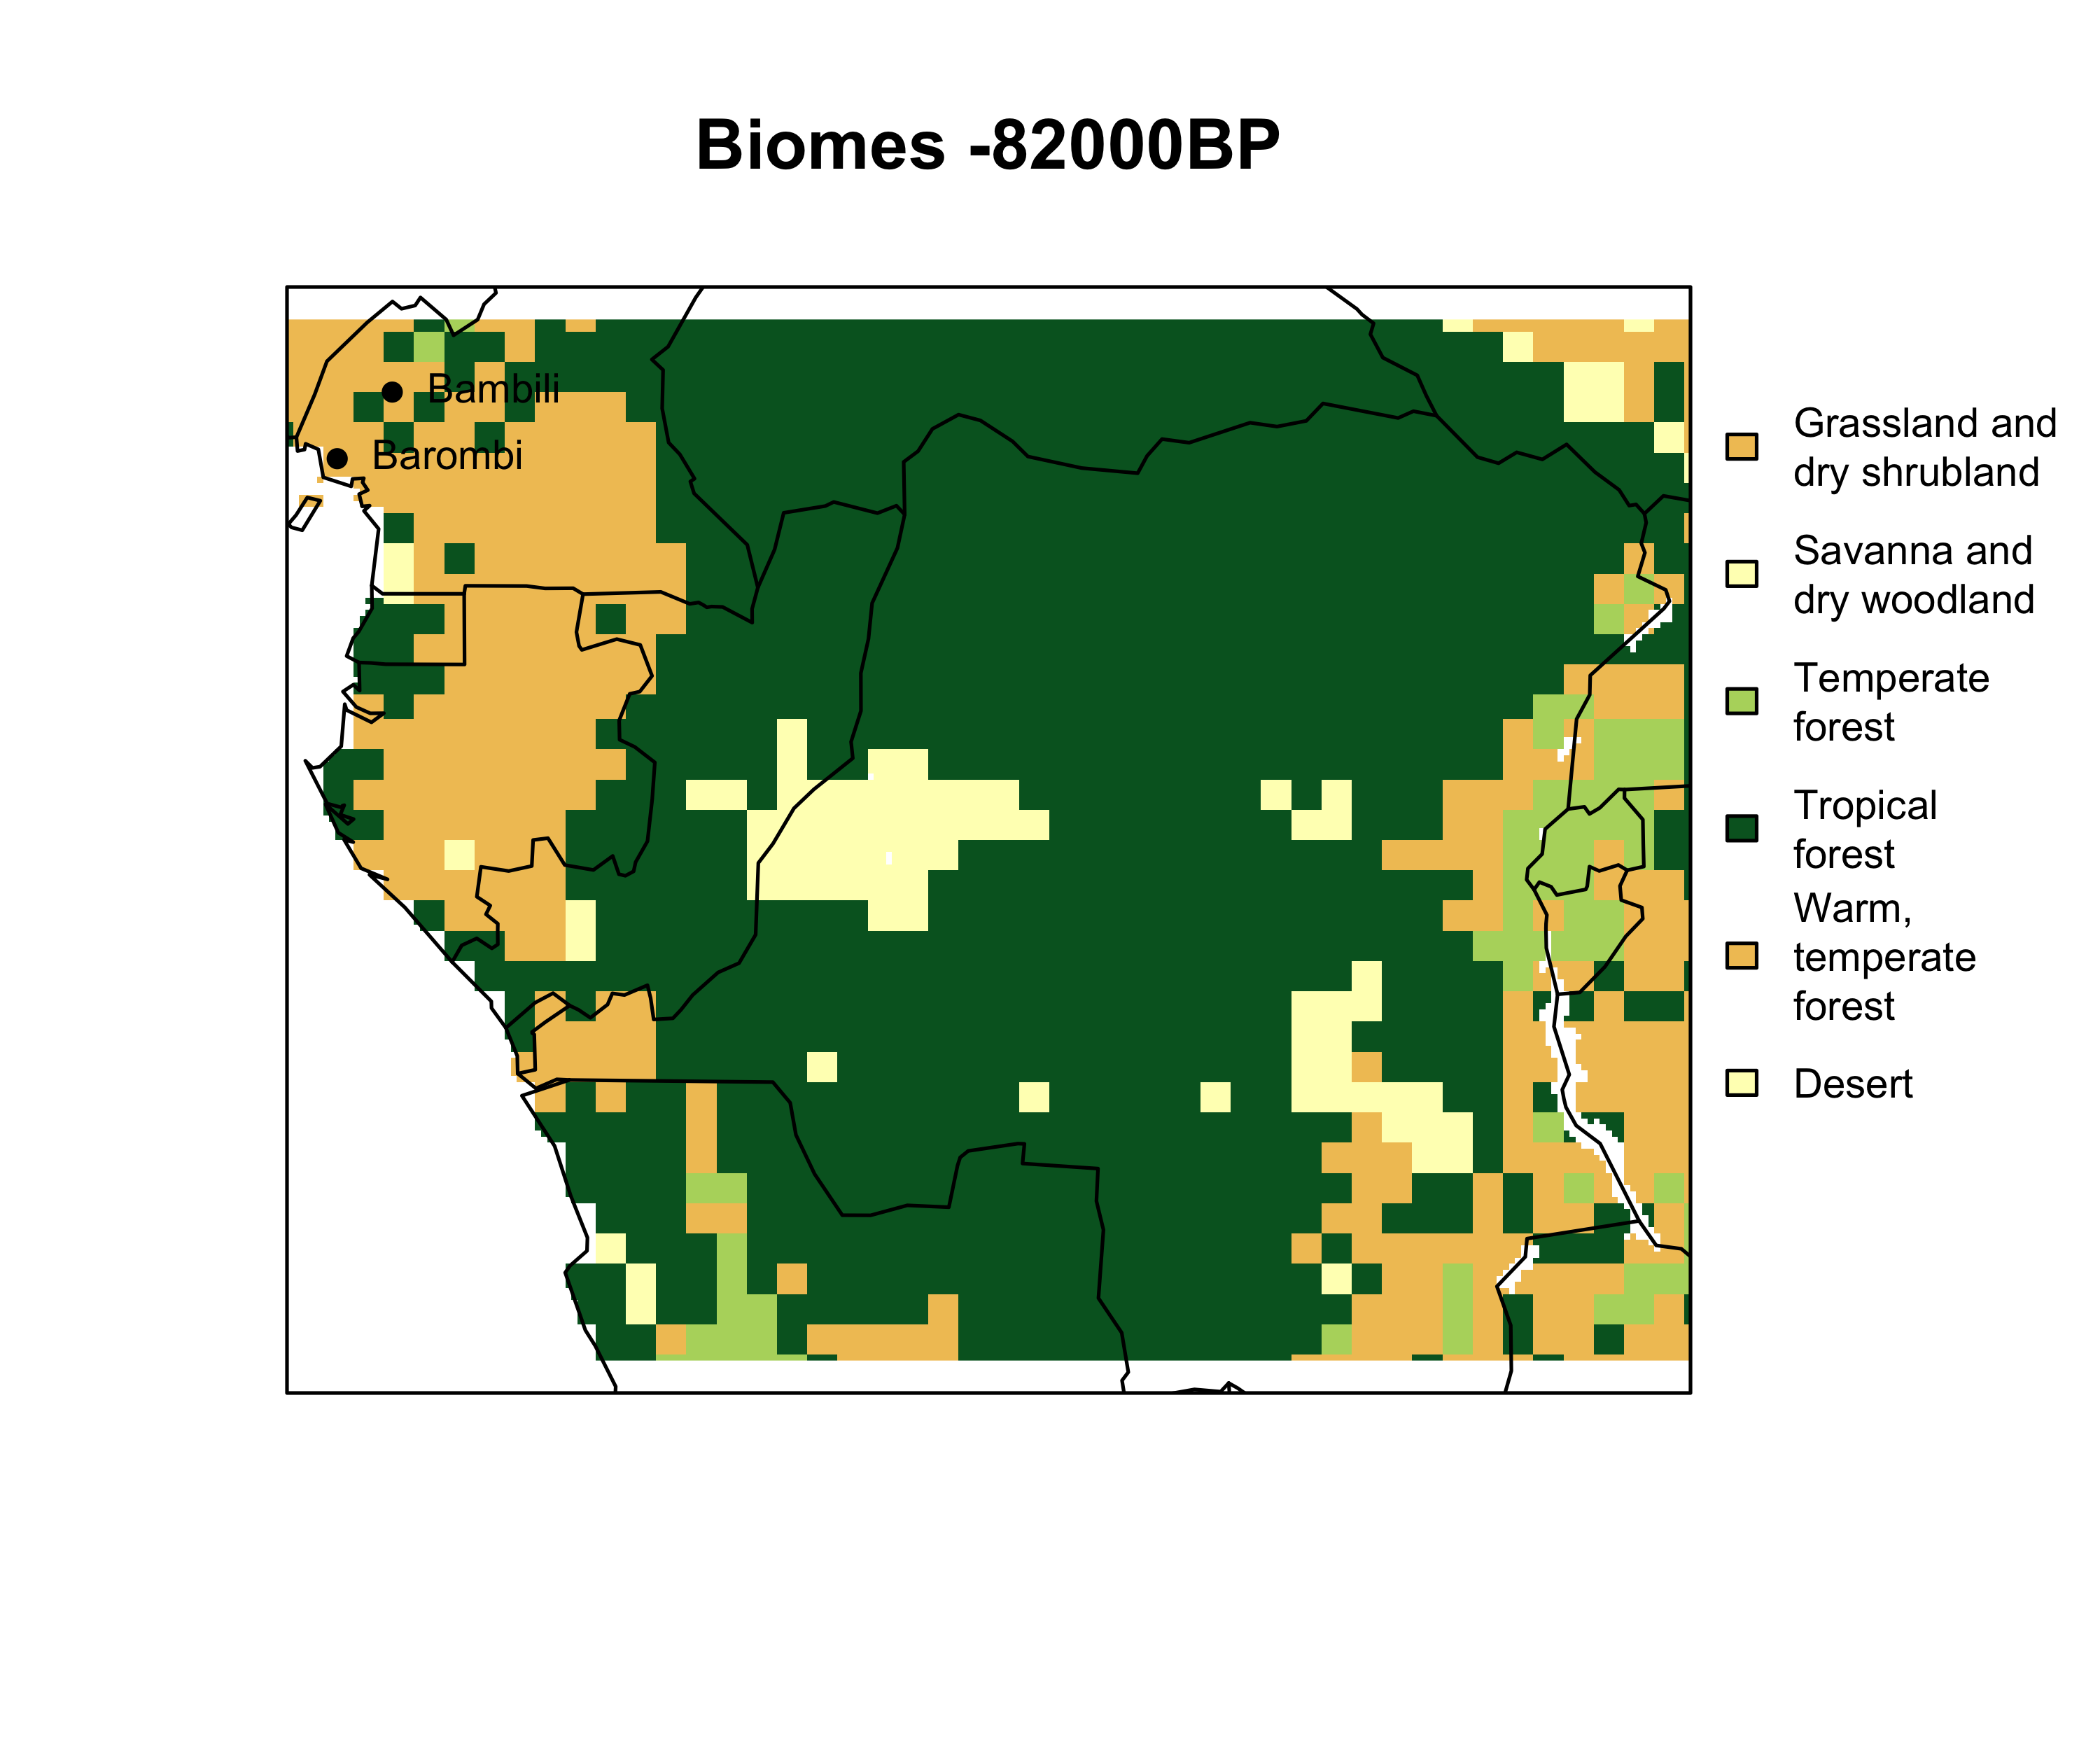 Biomes -82000BP
Bambili
Barombi
Grassland and
dry shrubland
Savanna and
dry woodland
Temperate
forest
Tropical
forest
Warm,
temperate
forest
Desert